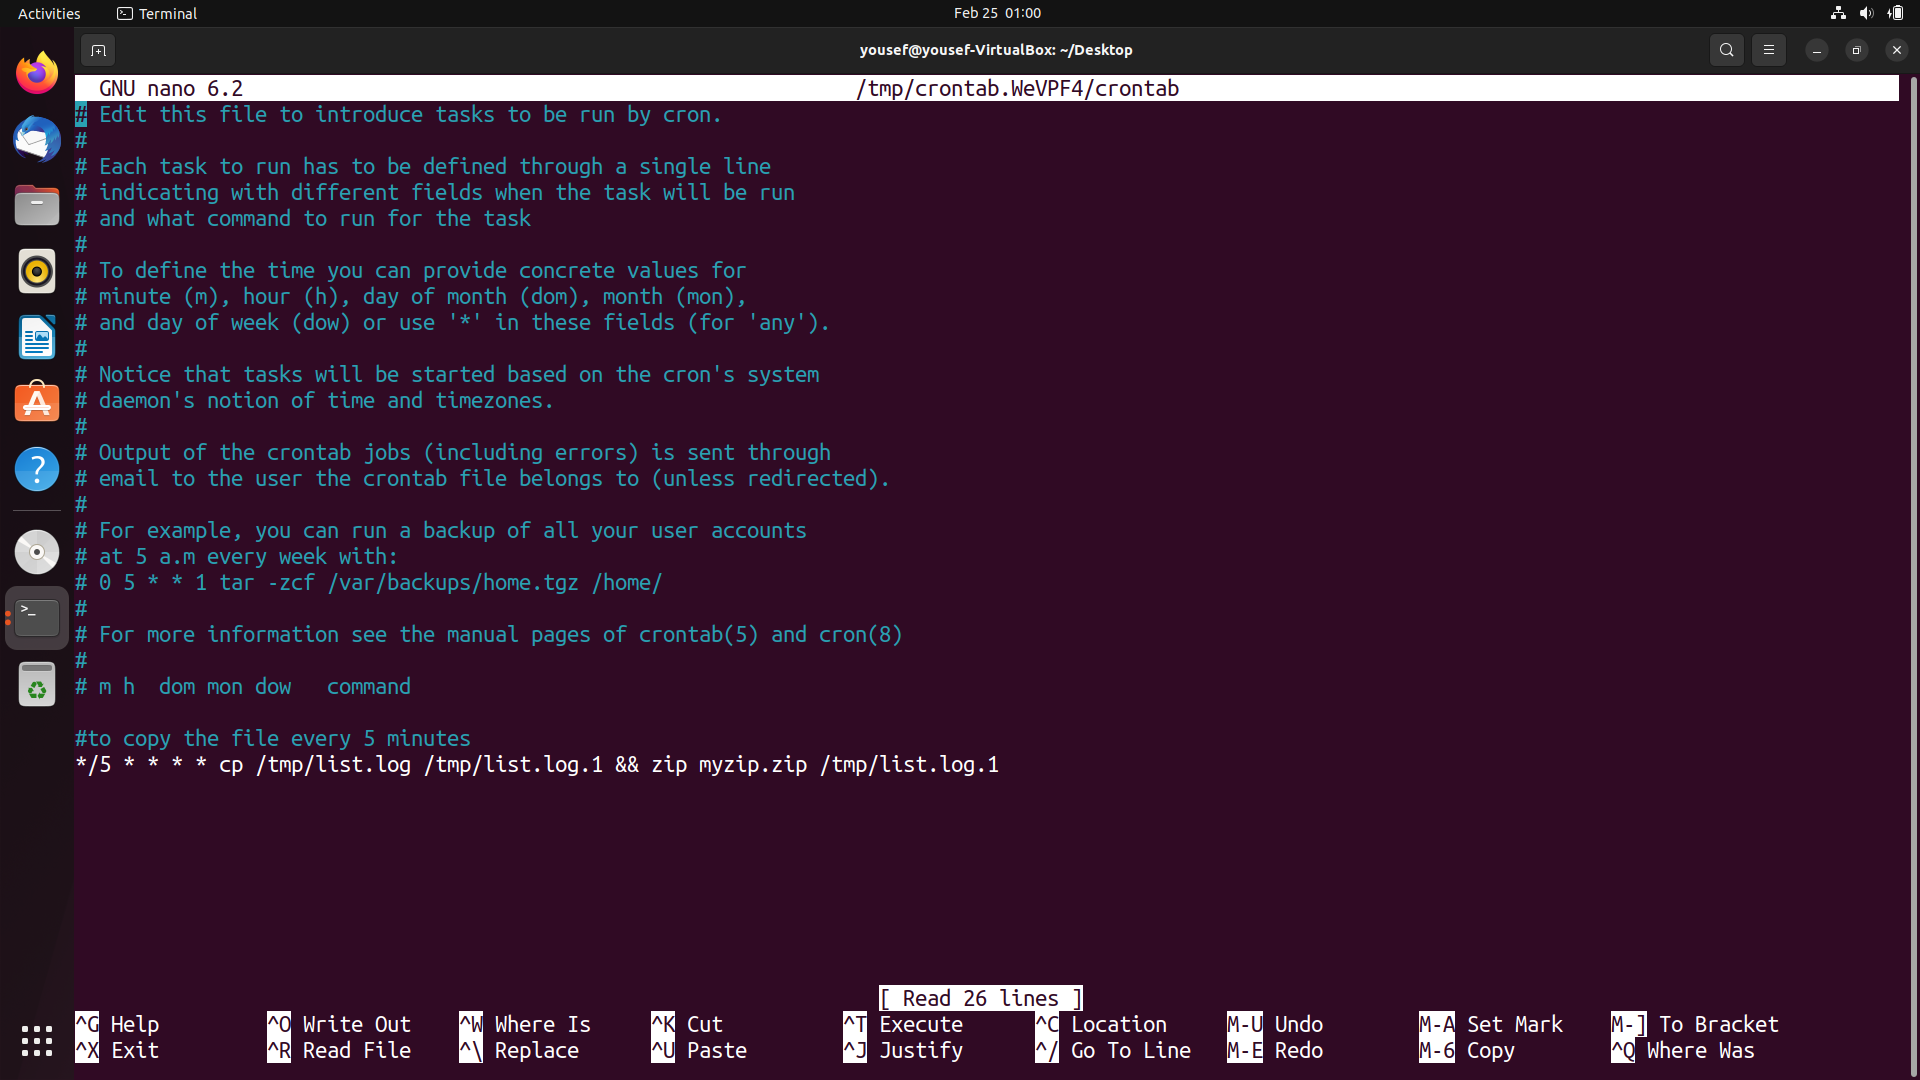 Activities Terminal Feb 25 01:00
yousef@yousef-VirtualBox: ~/Desktop
GNU nano 6.2 /tmp/crontab.WeVPF4/crontab
# Edit this file to introduce tasks to be run by cron.
#
# Each task to run has to be defined through a single line
# indicating with different fields when the task will be run
# and what command to run for the task
#
# To define the time you can provide concrete values for
# minute (m), hour (h), day of month (dom), month (mon),
# and day of week (dow) or use '*' in these fields (for 'any').
#
# Notice that tasks will be started based on the cron's system
# daemon's notion of time and timezones.
#
# Output of the crontab jobs (including errors) is sent through
# email to the user the crontab file belongs to (unless redirected).
#
# For example, you can run a backup of all your user accounts
# at 5 a.m every week with:
# 0 5 * * 1 tar -zcf /var/backups/home.tgz /home/
#
# For more information see the manual pages of crontab(5) and cron(8)
#
# m h  dom mon dow   command
#to copy the file every 5 minutes
*/5 * * * * cp /tmp/list.log /tmp/list.log.1 && zip myzip.zip /tmp/list.log.1
[ Read 26 lines ]
^G Help ^O Write Out ^W Where Is ^K Cut ^T Execute ^C Location M-U Undo M-A Set Mark M-] To Bracket
^X Exit ^R Read File ^\ Replace ^U Paste ^J Justify ^/ Go To Line M-E Redo M-6 Copy ^Q Where Was